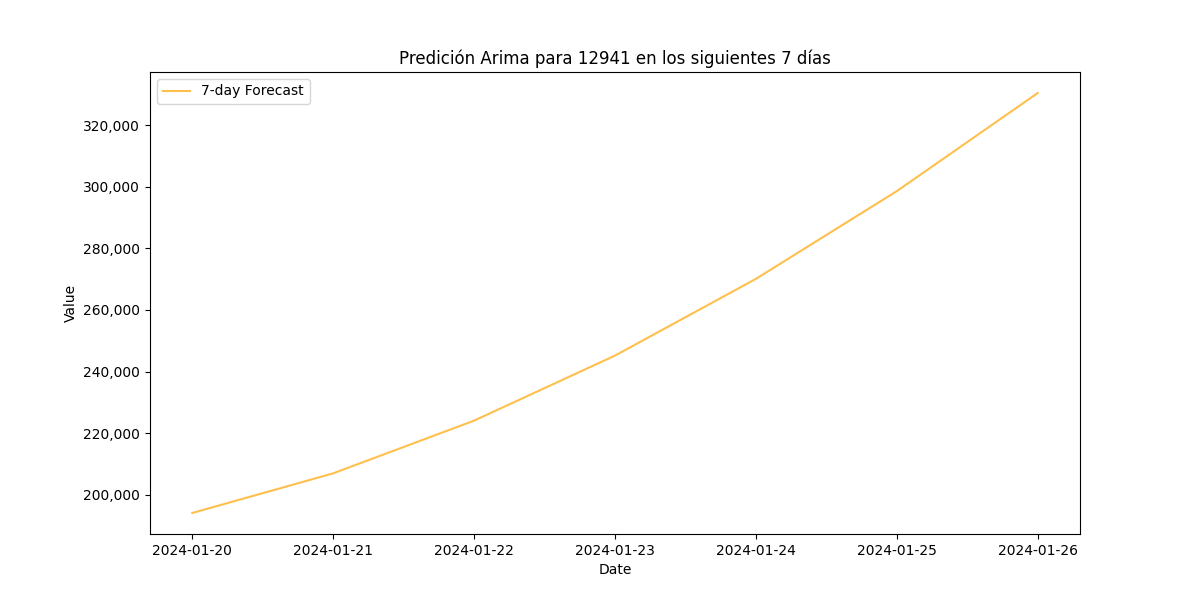 Predición Arima para 12941 en los siguientes 7 días
7-day Forecast
Value
320,000
300,000
280,000
260,000
240,000
220,000
200,000
2024-01-20 2024-01-21 2024-01-22 2024-01-23 2024-01-24 2024-01-25 2024-01-26
Date